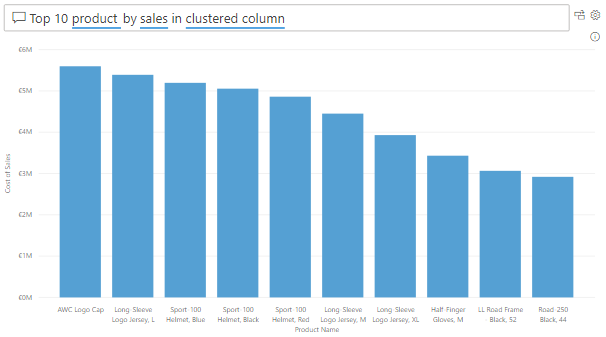 Top 10 product by sales in clustered column
€6M
€5M
€4M
€3M
€2M
€1M
€0M
Cost of Sales
AWC Logo Cap
Long-Sleeve
Logo Jersey, L
Sport-100
Helmet, Blue
Sport-100
Helmet, Black
Sport-100
Helmet, Red
Long-Sleeve
Logo Jersey, M
Long-Sleeve
Logo Jersey, XL
Half-Finger
Gloves, M
LL Road Frame
Black, 52
Road-250
Black, 44
Product Name